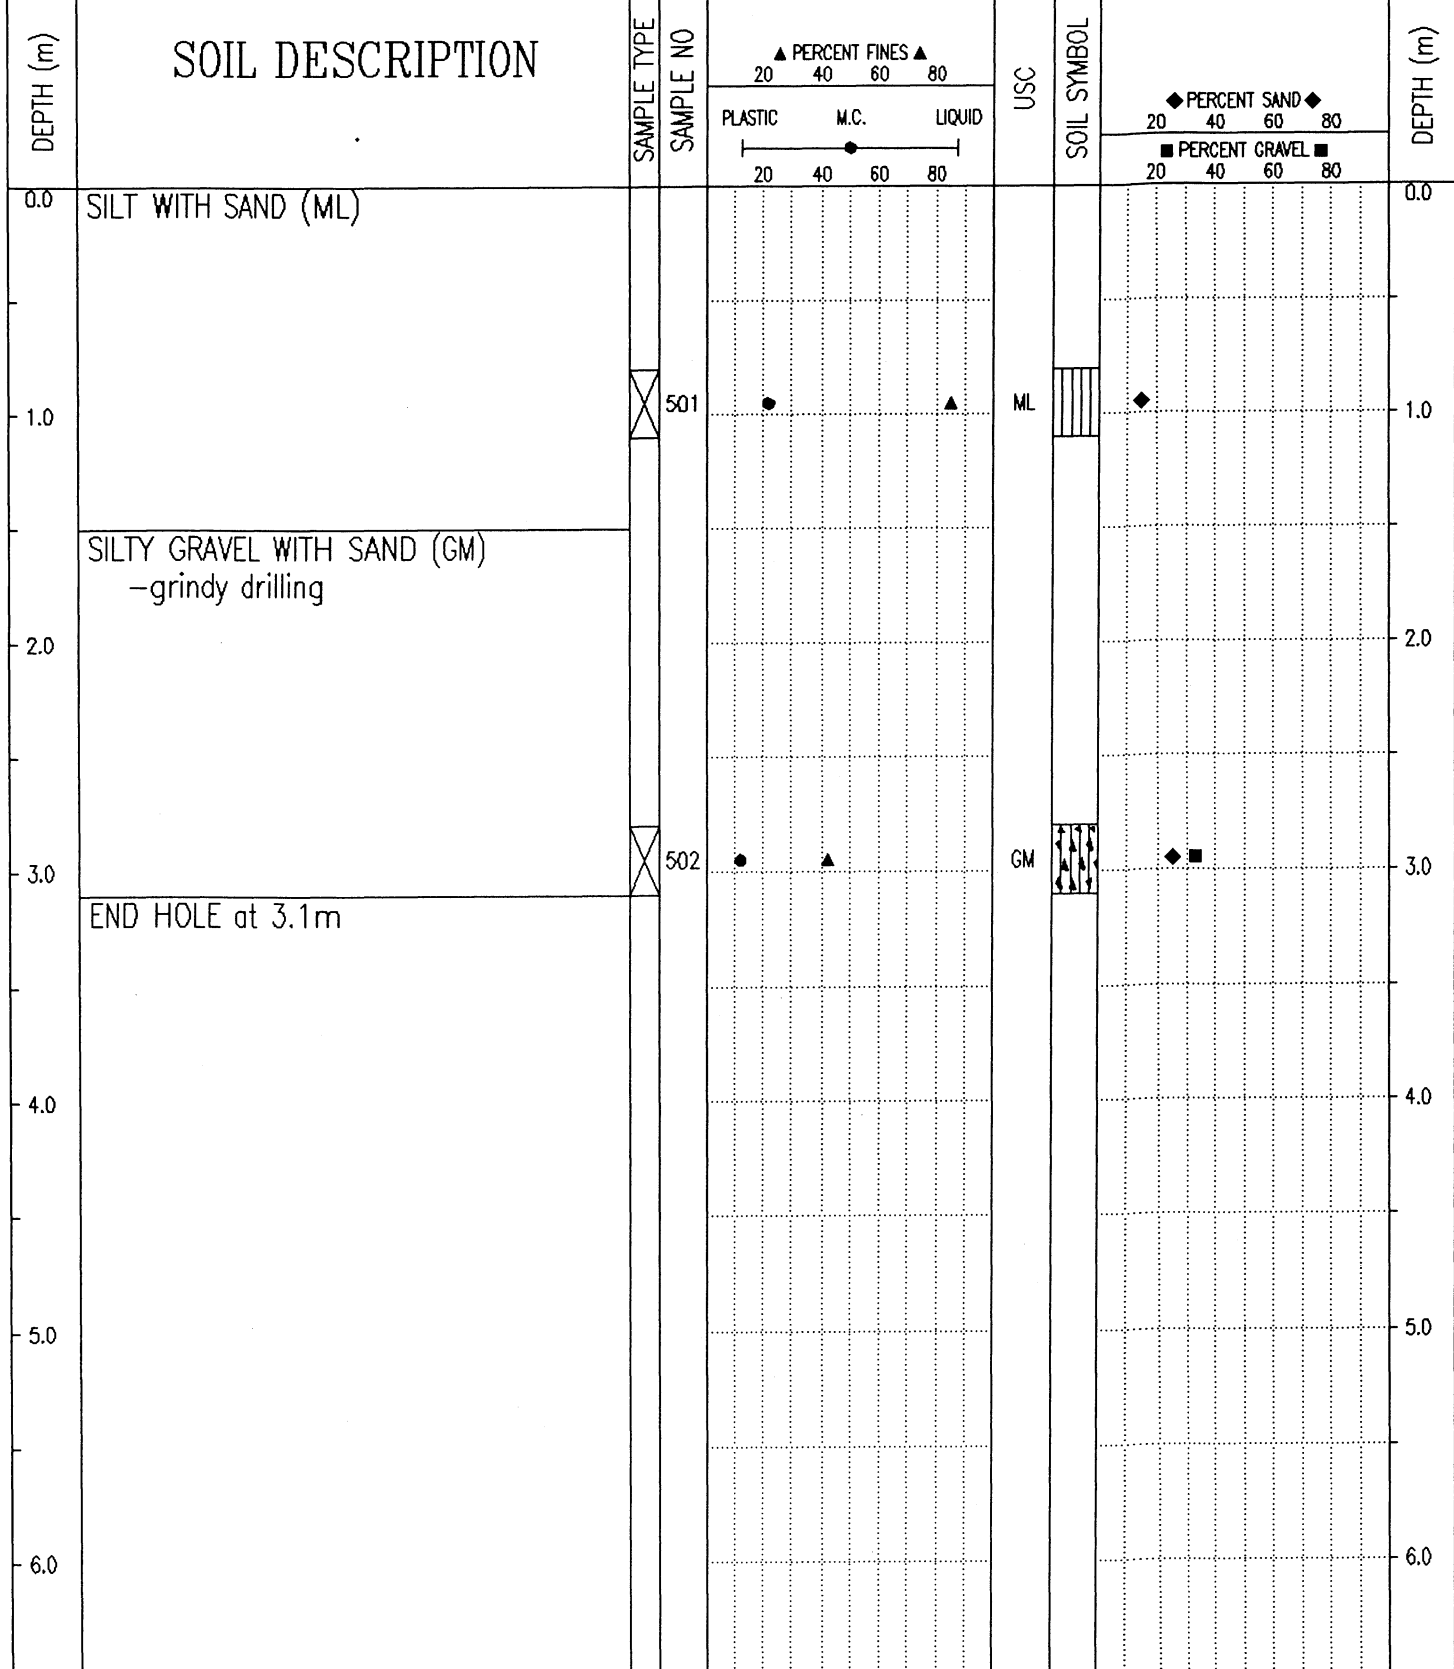 DEPTH (m)
SOIL DESCRIPTION
SAMPLE TYPE
SAMPLE NO
▲ PERCENT FINES ▲
20 40 60 80
PLASTIC M.C. LIQUID
20 40 60 80
USC
SOIL SYMBOL
◆ PERCENT SAND ◆
20 40 60 80
■ PERCENT GRAVEL ■
20 40 60 80
DEPTH (m)
0.0 SILT WITH SAND (ML) 0.0
501 ML
1.0 1.0
SILTY GRAVEL WITH SAND (GM)
–grindy drilling
2.0 2.0
502 GM
3.0 3.0
END HOLE at 3.1m
4.0 4.0
5.0 5.0
6.0 6.0